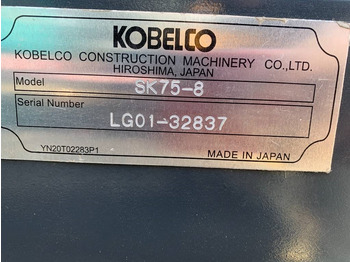 KOBELCO
KOBELCO CONSTRUCTION MACHINERY CO.,LTD.
HIROSHIMA, JAPAN
Model SK75-8
Serial Number
LG01-32837
YN20T02283P1 MADE IN JAPAN